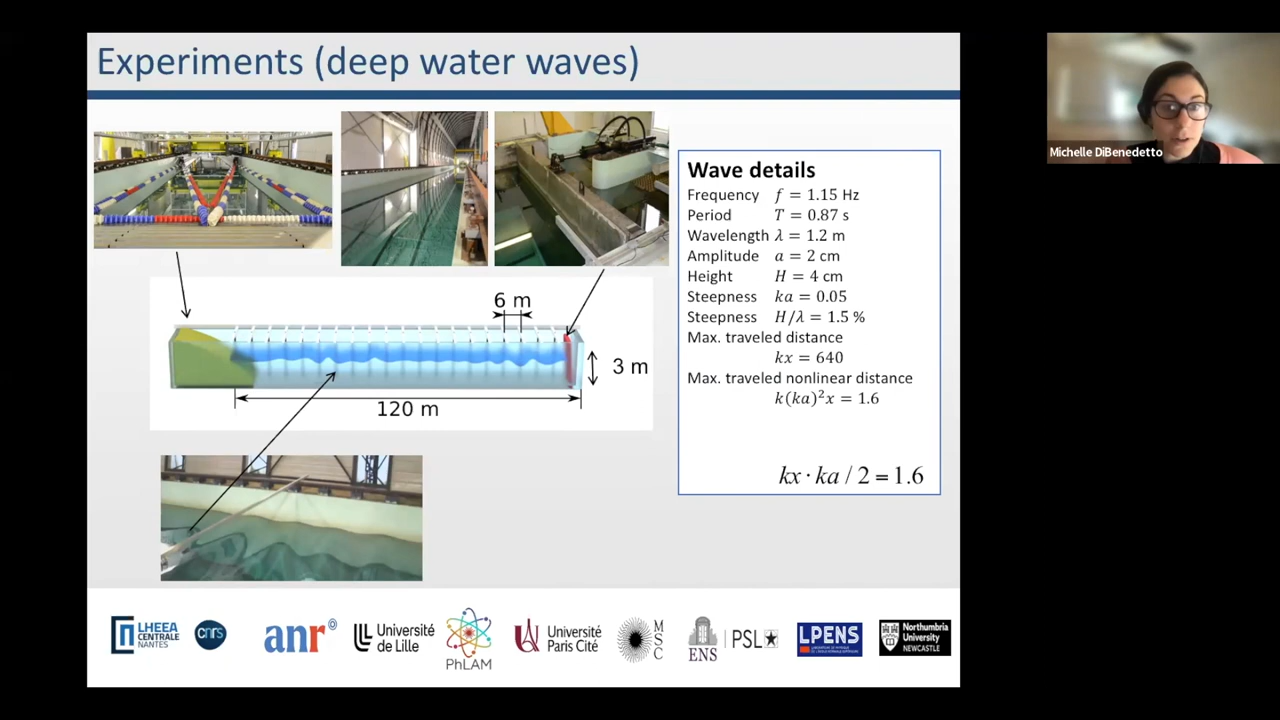 Experiments (deep water waves)
Michelle DiBenedetto
Wave details
Frequency f = 1.15 Hz
Period T = 0.87 s
Wavelength λ = 1.2 m
Amplitude a = 2 cm
Height H = 4 cm
Steepness ka = 0.05
Steepness H/λ = 1.5 %
Max. traveled distance
kx = 640
Max. traveled nonlinear distance
k(ka)²x = 1.6
kx · ka / 2 = 1.6
6 m
3 m
120 m
LHEEA
CENTRALE
NANTES
cnrs
anr
Université
de Lille
PhLAM
Université
Paris Cité
MSC
ENS
PSL
LPENS
Northumbria
University
NEWCASTLE